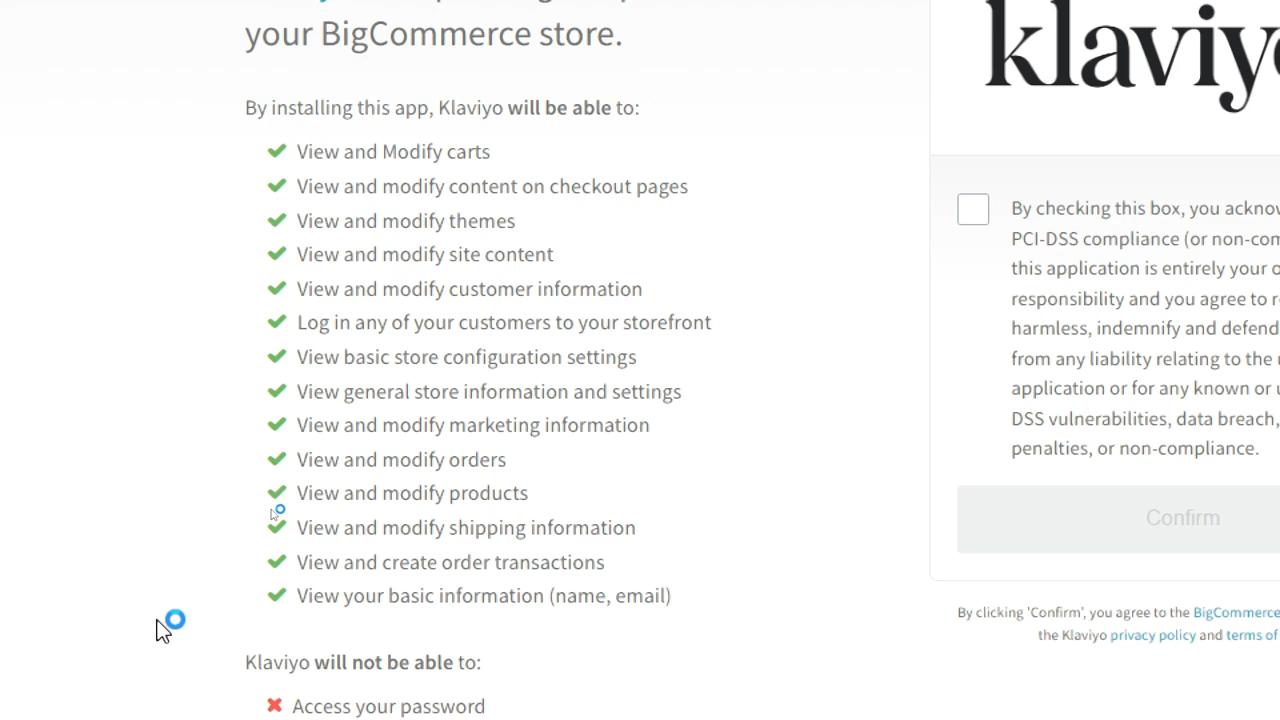 your BigCommerce store.
By installing this app, Klaviyo will be able to:
View and Modify carts
View and modify content on checkout pages
View and modify themes
View and modify site content
View and modify customer information
Log in any of your customers to your storefront
View basic store configuration settings
View general store information and settings
View and modify marketing information
View and modify orders
View and modify products
View and modify shipping information
View and create order transactions
View your basic information (name, email)
Klaviyo will not be able to:
Access your password
klaviyo
By checking this box, you acknow
PCI-DSS compliance (or non-com
this application is entirely your o
responsibility and you agree to r
harmless, indemnify and defend
from any liability relating to the u
application or for any known or u
DSS vulnerabilities, data breach,
penalties, or non-compliance.
Confirm
By clicking 'Confirm', you agree to the BigCommerce
the Klaviyo privacy policy and terms of